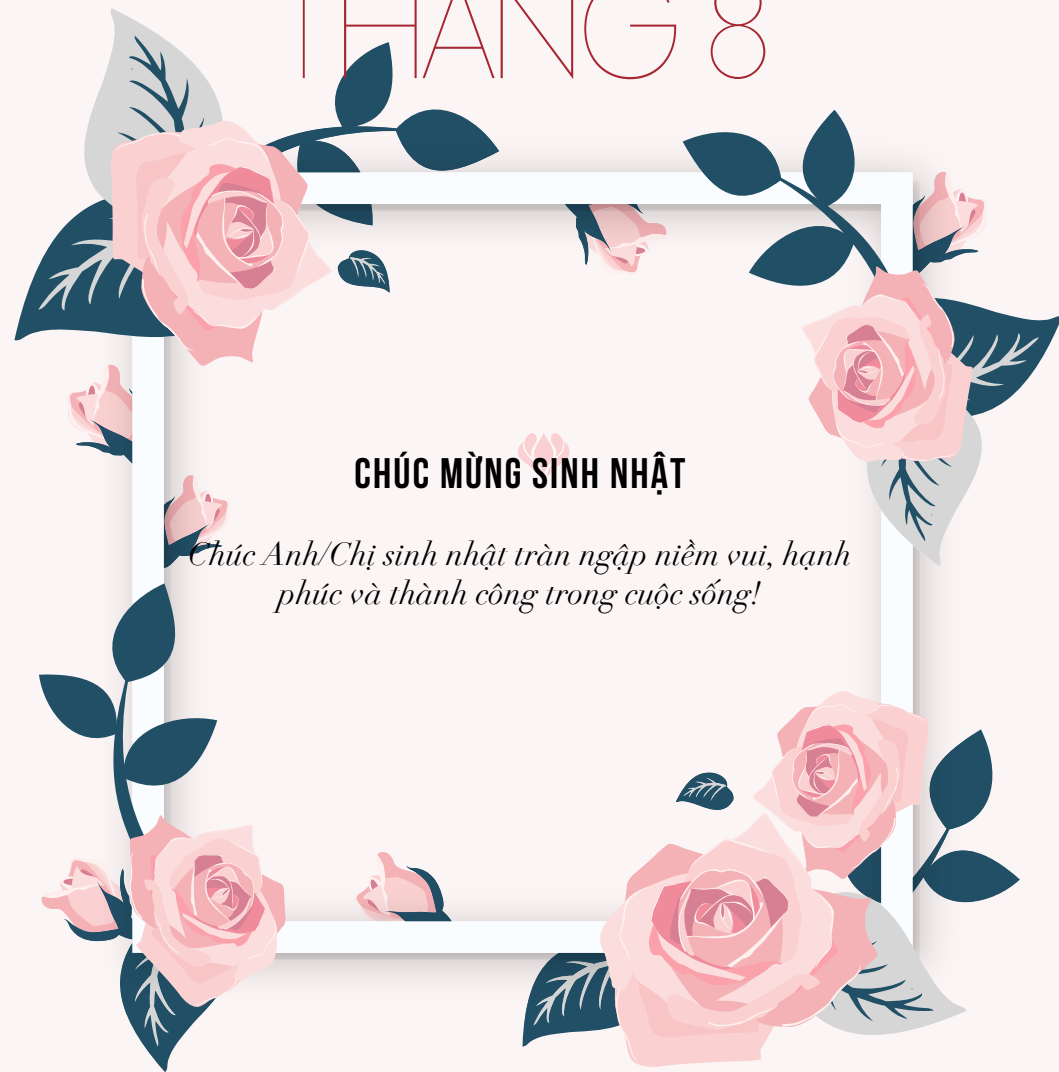 THÁNG 8
CHÚC MỪNG SINH NHẬT
Chúc Anh/Chị sinh nhật tràn ngập niềm vui, hạnh
phúc và thành công trong cuộc sống!